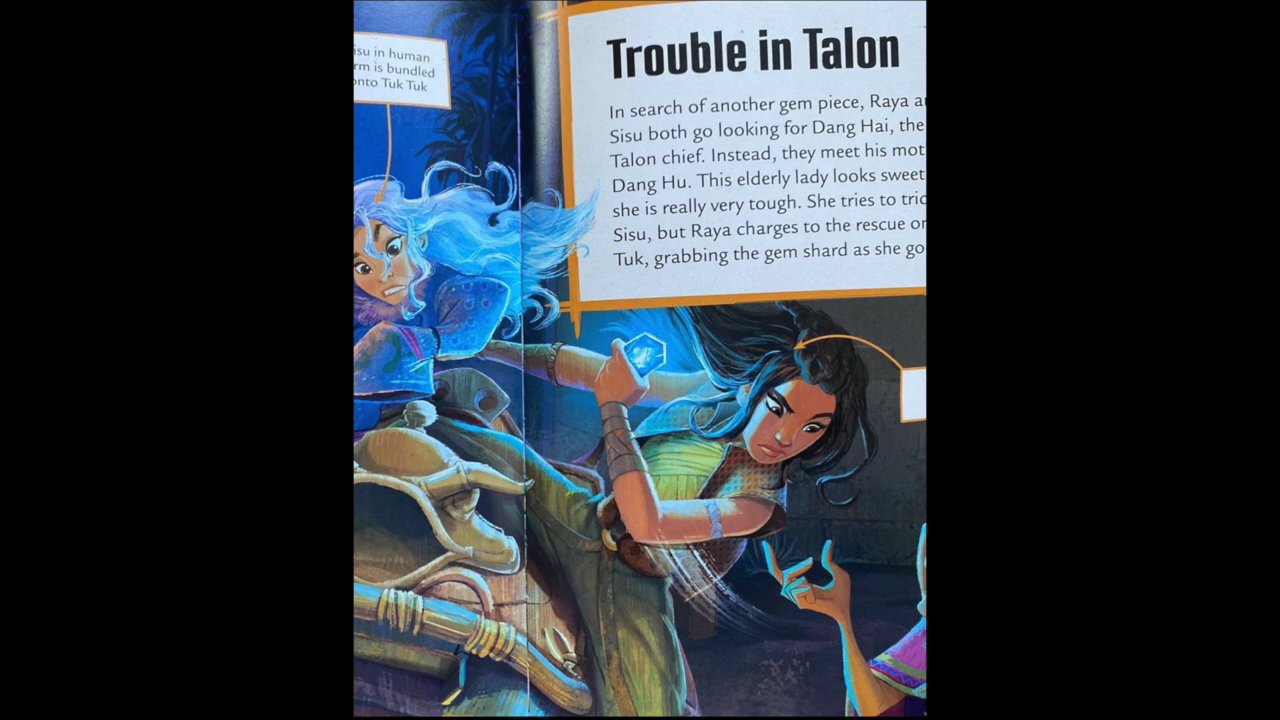 isu in human
rm is bundled
onto Tuk Tuk
Trouble in Talon
In search of another gem piece, Raya a
Sisu both go looking for Dang Hai, the
Talon chief. Instead, they meet his mot
Dang Hu. This elderly lady looks sweet
she is really very tough. She tries to tric
Sisu, but Raya charges to the rescue o
Tuk, grabbing the gem shard as she go